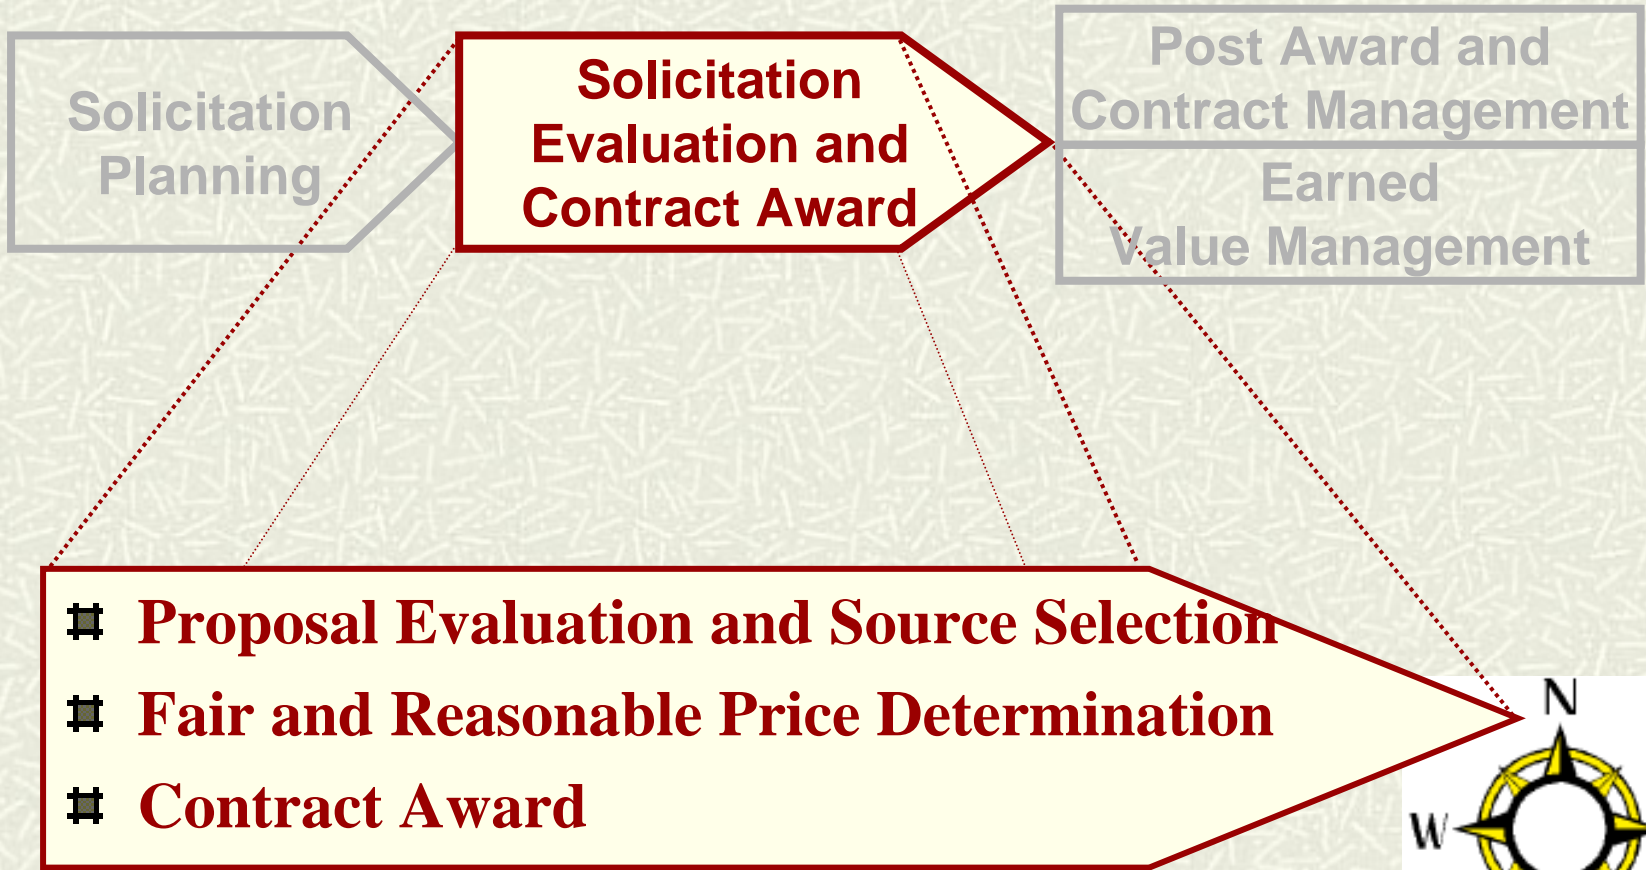 Solicitation
Planning
Solicitation
Evaluation and
Contract Award
Post Award and
Contract Management
Earned
Value Management
Proposal Evaluation and Source Selection
Fair and Reasonable Price Determination
Contract Award
N
W